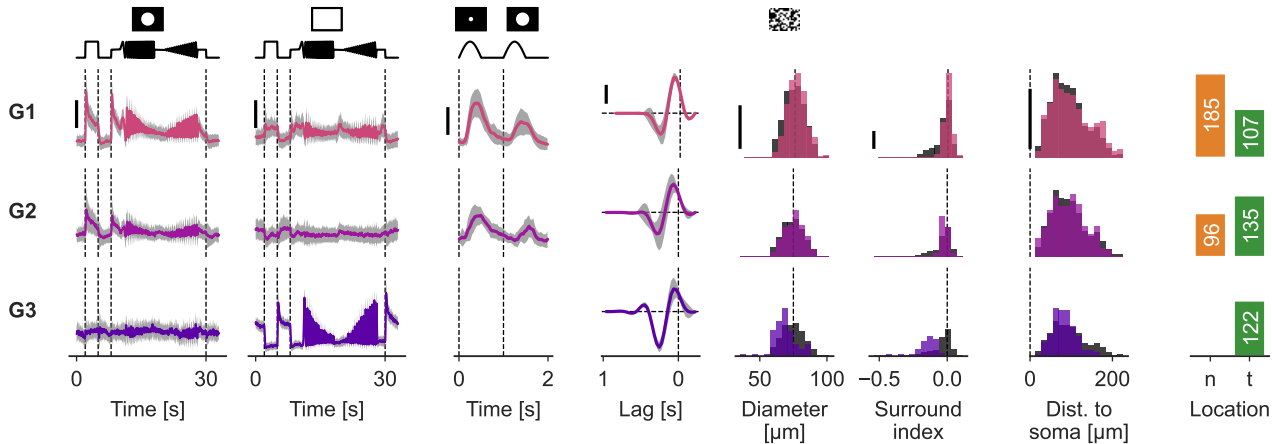 G1
185
107
G2
96
135
G3
122
0 30
0 30
0 2
1 0
50 100
−0.5 0.0
0 200
n t
Time [s]
Time [s]
Time [s]
Lag [s]
Diameter
[µm]
Surround
index
Dist. to
soma [µm]
Location